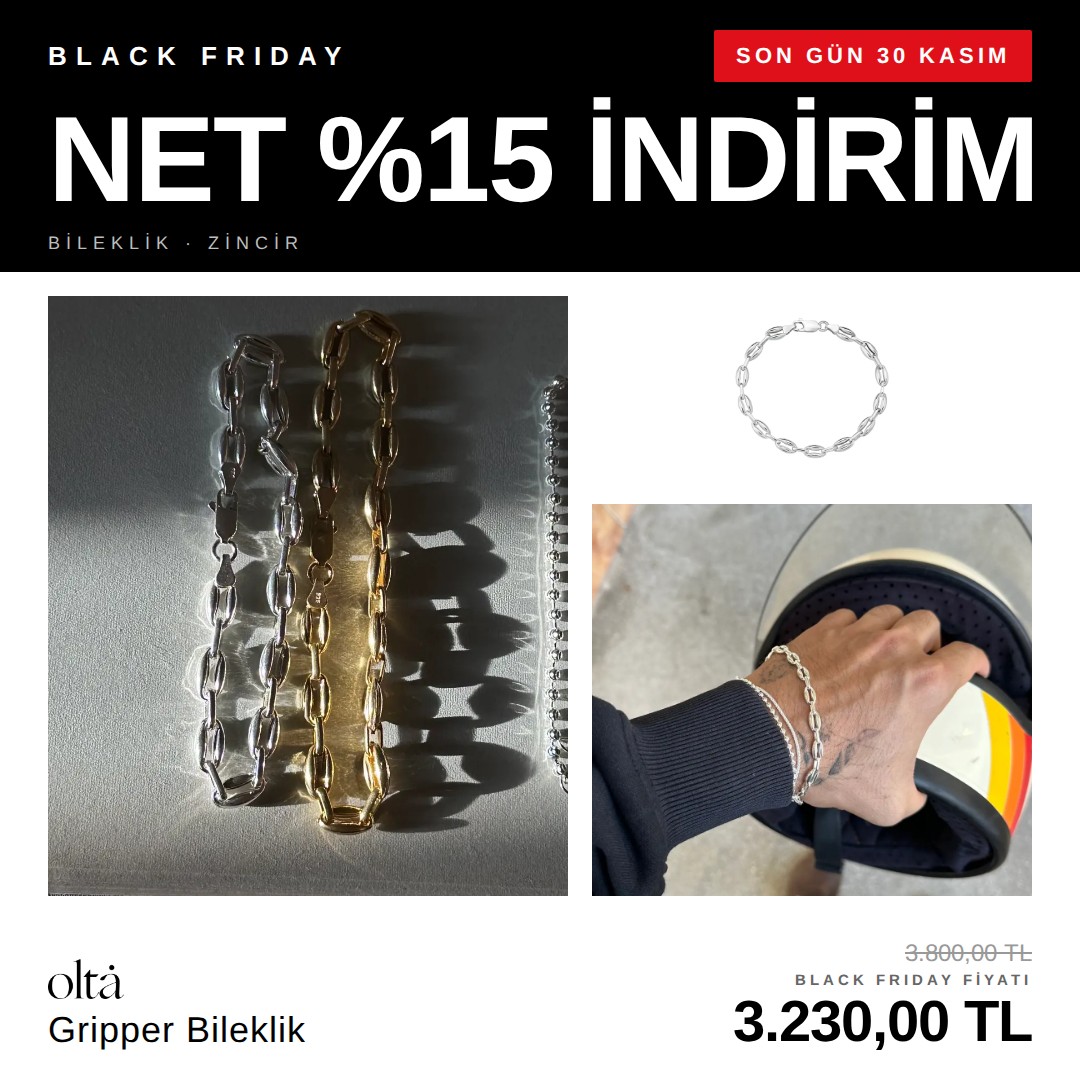 BLACK FRIDAY
SON GÜN 30 KASIM
NET %15 İNDİRİM
BİLEKLİK · ZİNCİR
oltȧ
Gripper Bileklik
3.800,00 TL
BLACK FRIDAY FİYATI
3.230,00 TL